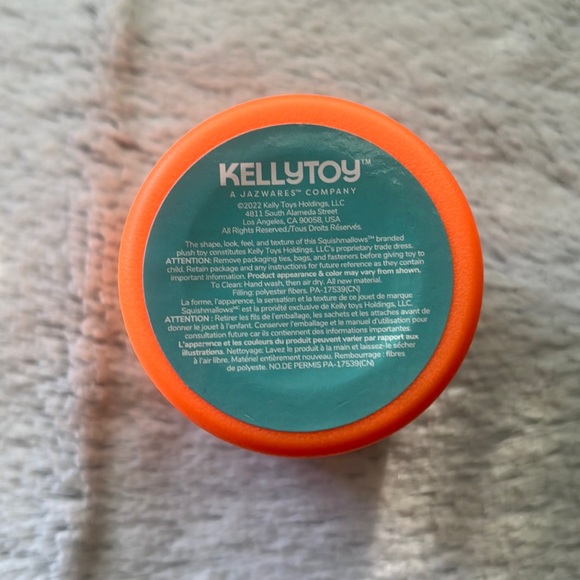 KELLYTOY™
A JAZWARES™ COMPANY
©2022 Kelly Toys Holdings, LLC
4811 South Alameda Street
Los Angeles, CA 90058, USA
All Rights Reserved/Tous Droits Réservés.
The shape, look, feel, and texture of this Squishmallows™ branded
plush toy constitutes Kelly Toys Holdings, LLC's proprietary trade dress.
ATTENTION: Remove packaging ties, bags, and fasteners before giving toy to
child. Retain package and any instructions for future reference as they contain
important information. Product appearance & color may vary from shown.
To Clean: Hand wash, then air dry. All new material.
Filling: polyester fibers. PA-17539(CN)
La forme, l'apparence, la sensation et la texture de ce jouet de marque
Squishmallows™ est la proriété exclusive de Kelly toys Holdings, LLC.
ATTENTION : Retirer les fils de l'emballage, les sachets et les attaches avant de
donner le jouet à l'enfant. Conserver l'emballage et le manuel d'utilisation pour
consultation future car ils contiennent des informations importantes.
L'apparence et les couleurs du produit peuvent varier par rapport aux
illustrations. Nettoyage: Lavez le produit à la main et laissez-le sécher
à l'air libre. Matériel entièrement nouveau. Rembourrage : fibres
de polyeste. NO.DE PERMIS PA-17539(CN)